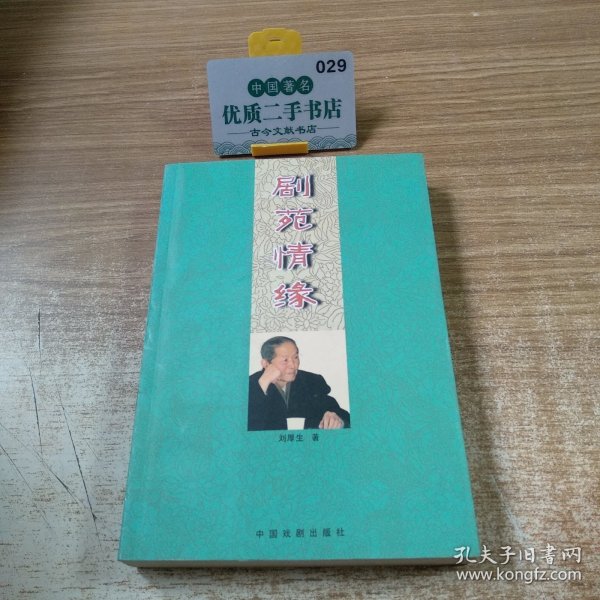 029
中国著名
优质二手书店
古今文献书店
剧苑情缘
刘厚生 著
中国戏剧出版社
孔夫子旧书网
www.kongfz.com